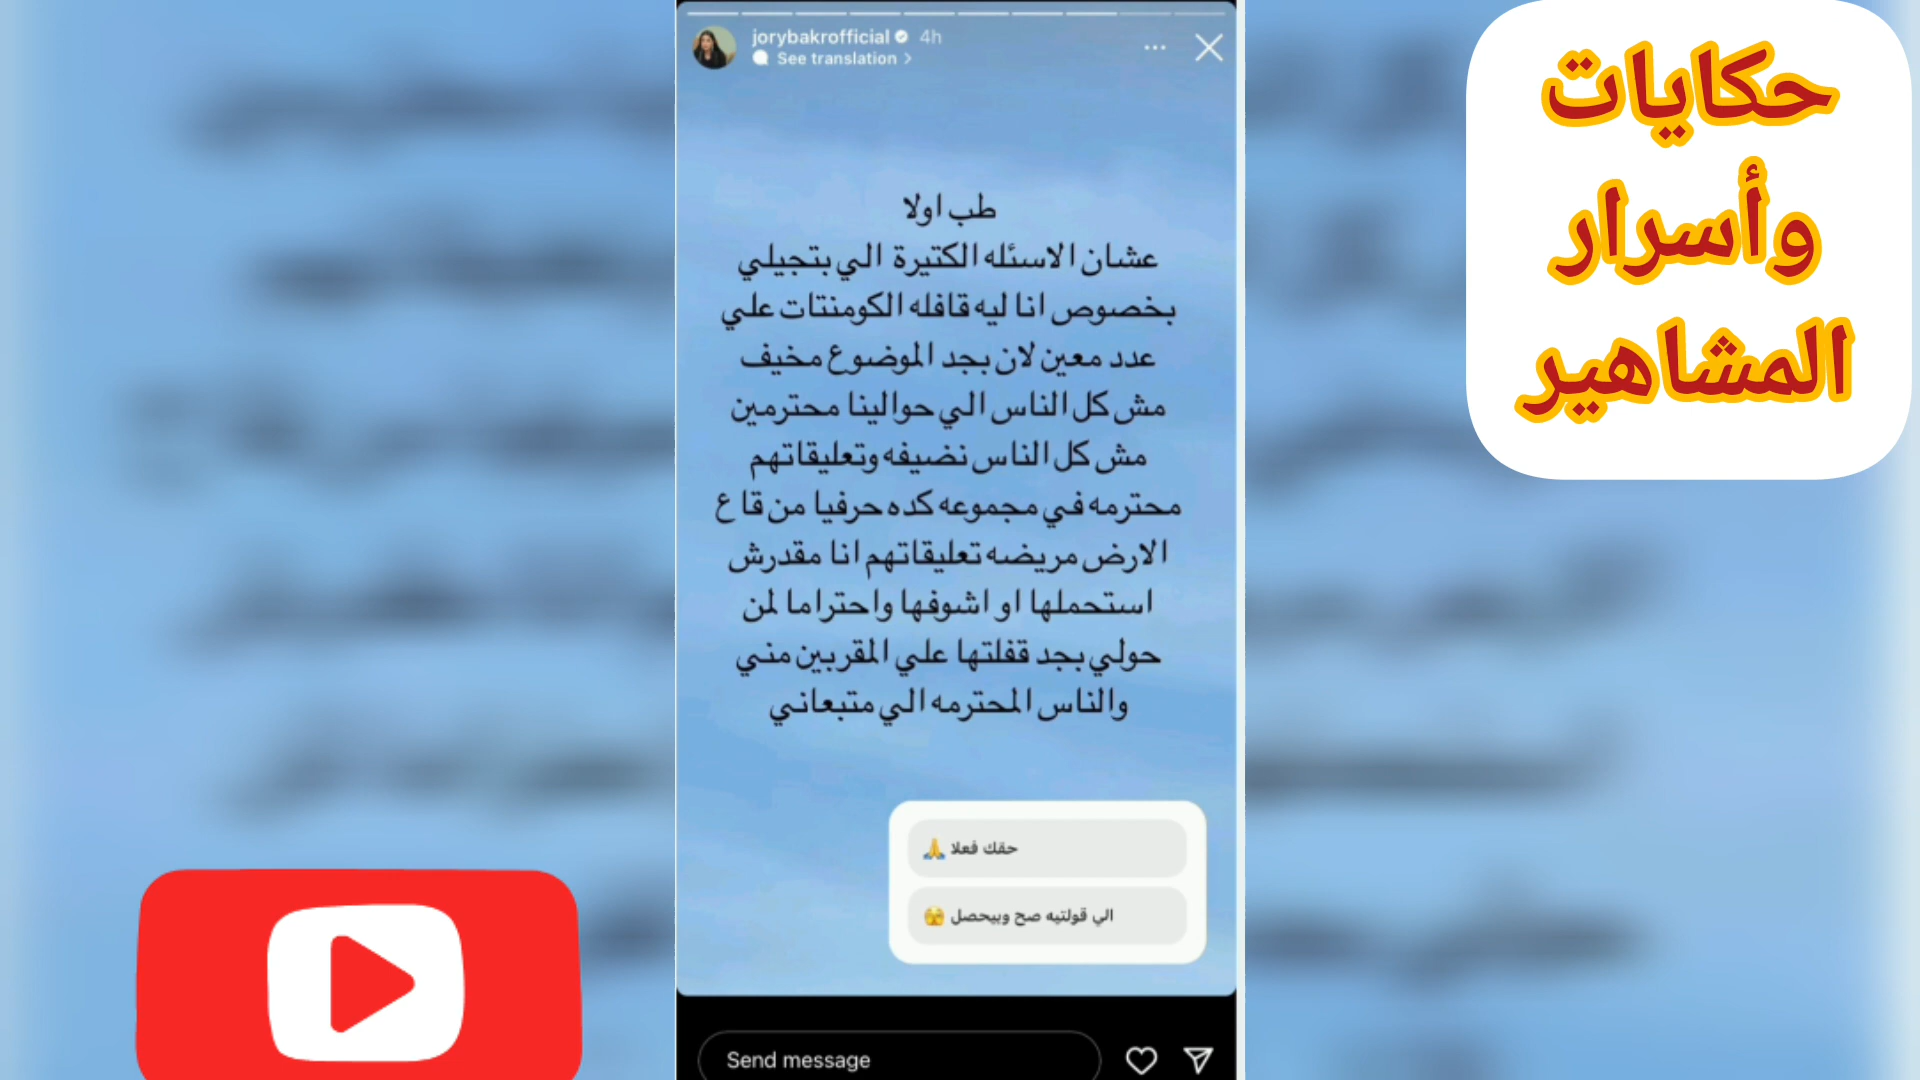 jorybakrofficial 4h
See translation >
طب اولا
عشان الاسئله الكتيرة الي بتجيلي
بخصوص انا ليه قافله الكومنتات علي
عدد معين لان بجد الموضوع مخيف
مش كل الناس الي حوالينا محترمين
مش كل الناس نضيفه وتعليقاتهم
محترمه في مجموعه كده حرفيا من قاع
الارض مريضه تعليقاتهم انا مقدرش
استحملها او اشوفها واحتراما لمن
حولي بجد قفلتها علي المقربين مني
والناس المحترمه الي متبعاني
حقك فعلا 🙏
الي قولتيه صح وبيحصل 🫣
Send message
حكايات
وأسرار
المشاهير